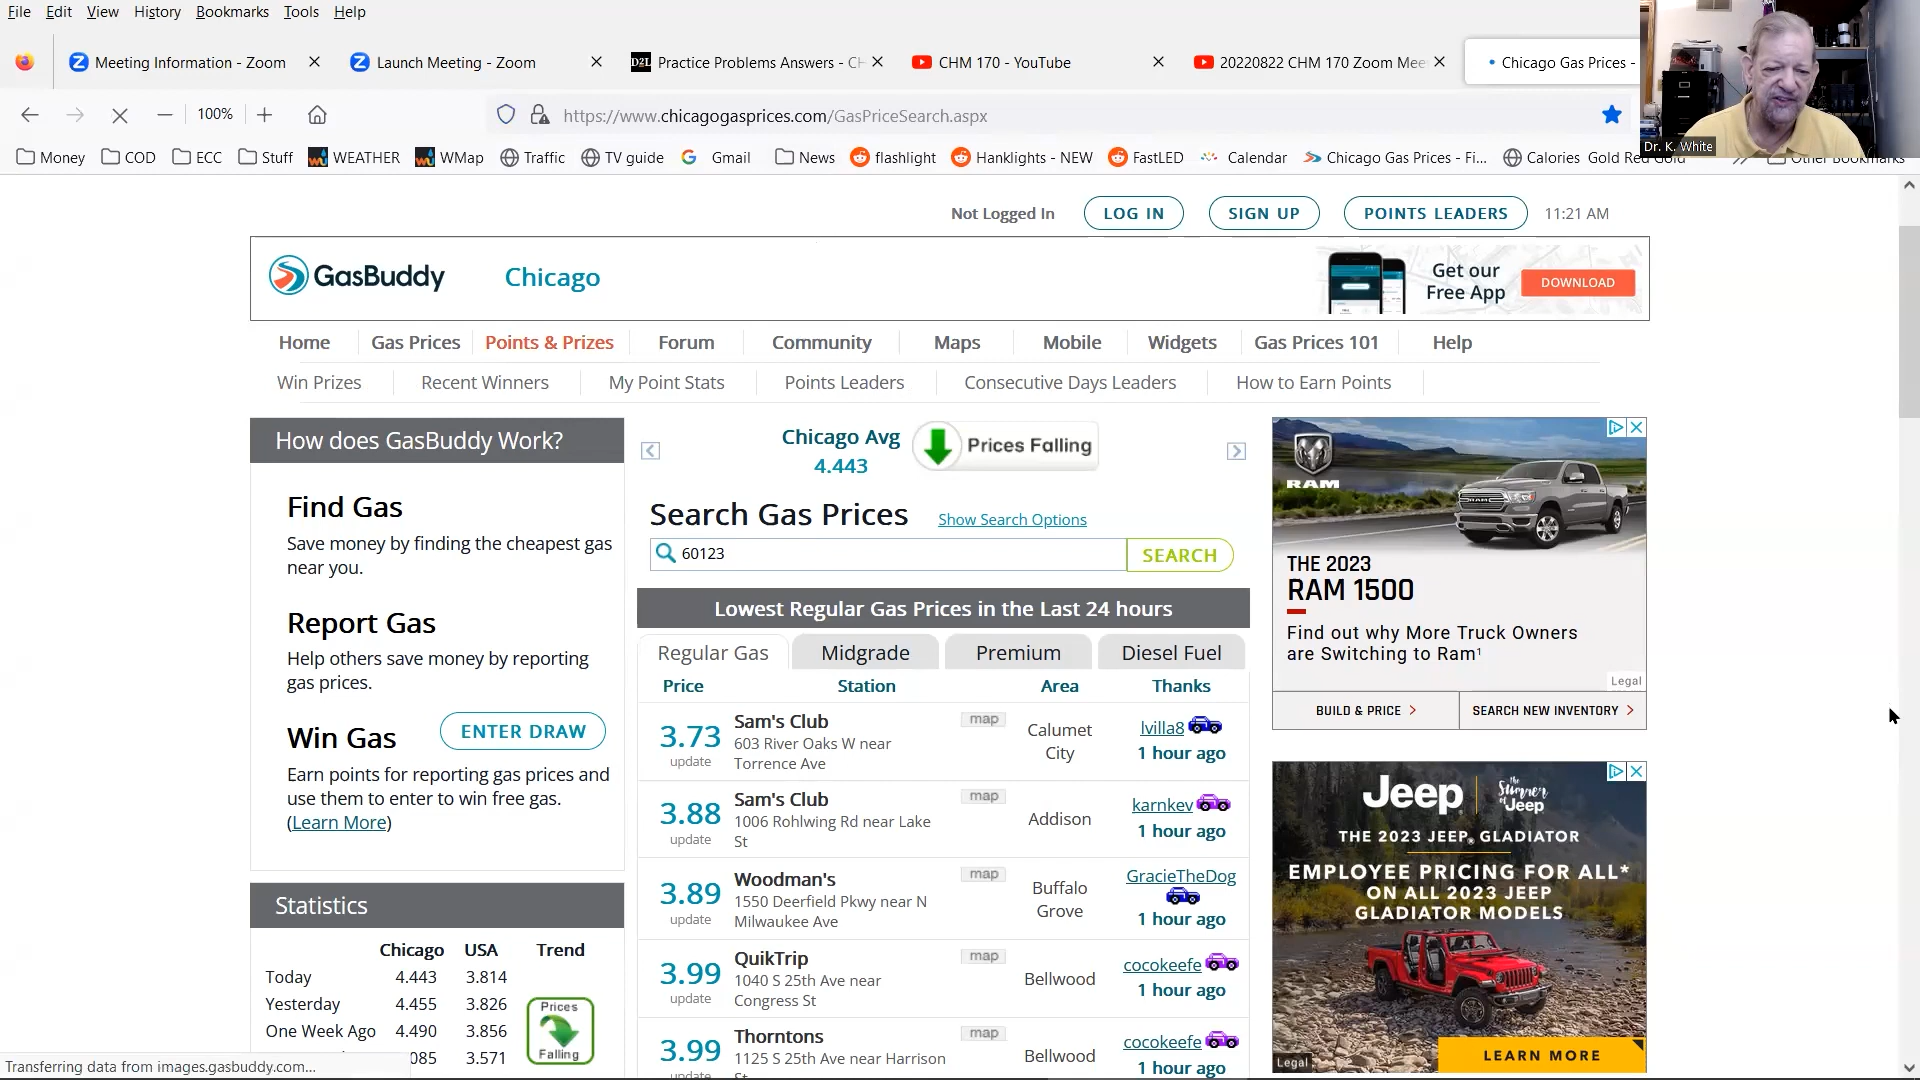 File Edit View History Bookmarks Tools Help
Meeting Information - Zoom
Launch Meeting - Zoom
D2L Practice Problems Answers - CH
CHM 170 - YouTube
20220822 CHM 170 Zoom Mee
Chicago Gas Prices -
100%
https://www.chicagogasprices.com/GasPriceSearch.aspx
Dr. K. White
Money COD ECC Stuff WEATHER WMap Traffic TV guide Gmail News flashlight Hanklights - NEW FastLED Calendar Chicago Gas Prices - Fi... Calories Gold Red Gold Other Bookmarks
Not Logged In LOG IN SIGN UP POINTS LEADERS 11:21 AM
GasBuddy Chicago
Get our
Free App
DOWNLOAD
Home Gas Prices Points & Prizes Forum Community Maps Mobile Widgets Gas Prices 101 Help
Win Prizes Recent Winners My Point Stats Points Leaders Consecutive Days Leaders How to Earn Points
How does GasBuddy Work?
Find Gas
Save money by finding the cheapest gas
near you.
Report Gas
Help others save money by reporting
gas prices.
Win Gas ENTER DRAW
Earn points for reporting gas prices and
use them to enter to win free gas.
(Learn More)
Statistics
Chicago USA Trend
Today 4.443 3.814
Yesterday 4.455 3.826
One Week Ago 4.490 3.856
085 3.571
Prices
Falling
Chicago Avg
4.443
Prices Falling
Search Gas Prices Show Search Options
60123 SEARCH
Lowest Regular Gas Prices in the Last 24 hours
Regular Gas Midgrade Premium Diesel Fuel
Price Station Area Thanks
3.73 update
Sam's Club map
603 River Oaks W near
Torrence Ave
Calumet
City
lvilla8
1 hour ago
3.88 update
Sam's Club map
1006 Rohlwing Rd near Lake
St
Addison
karnkev
1 hour ago
3.89 update
Woodman's map
1550 Deerfield Pkwy near N
Milwaukee Ave
Buffalo
Grove
GracieTheDog
1 hour ago
3.99 update
QuikTrip map
1040 S 25th Ave near
Congress St
Bellwood
cocokeefe
1 hour ago
3.99 update
Thorntons map
1125 S 25th Ave near Harrison
St
Bellwood
cocokeefe
1 hour ago
RAM
THE 2023
RAM 1500
Find out why More Truck Owners
are Switching to Ram¹
Legal
BUILD & PRICE > SEARCH NEW INVENTORY >
Jeep The Summer of Jeep
THE 2023 JEEP® GLADIATOR
EMPLOYEE PRICING FOR ALL*
ON ALL 2023 JEEP
GLADIATOR MODELS
Legal
LEARN MORE
Transferring data from images.gasbuddy.com...